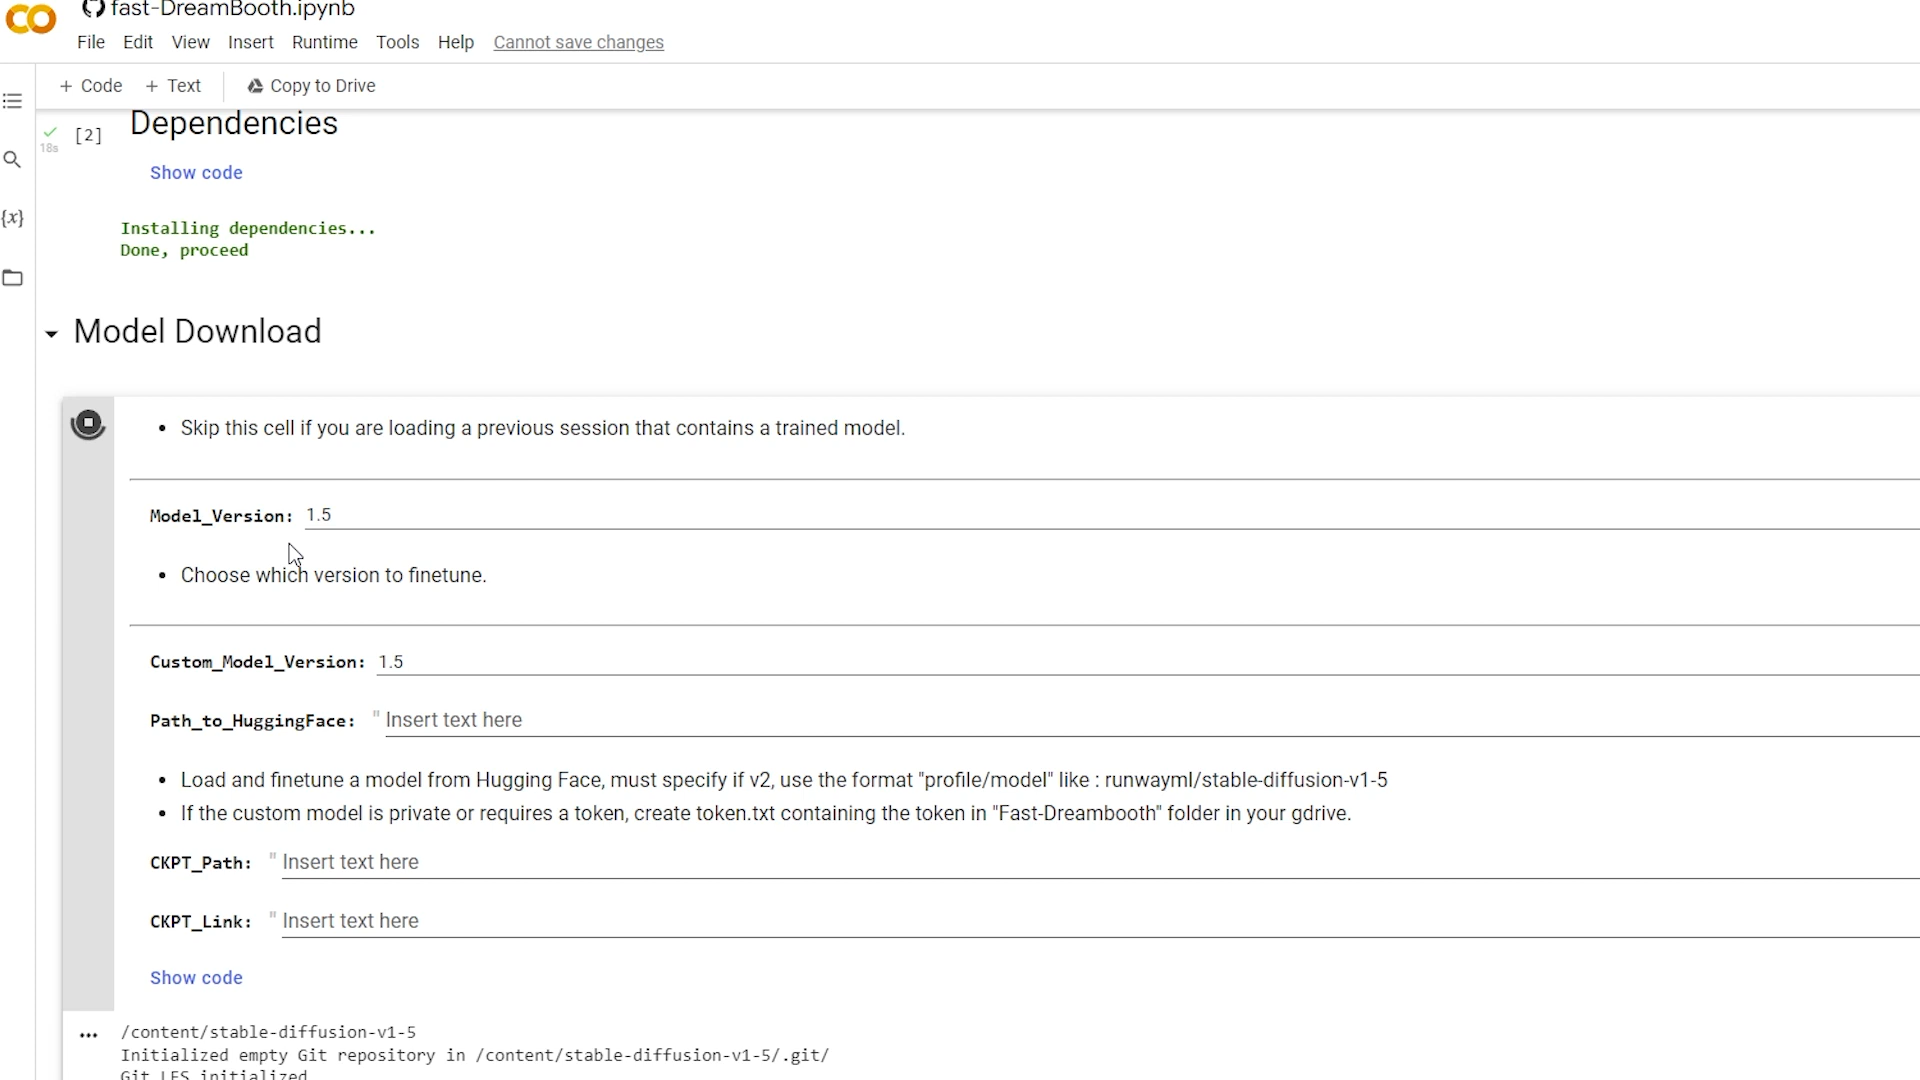 fast-DreamBooth.ipynb
File Edit View Insert Runtime Tools Help Cannot save changes
+ Code + Text Copy to Drive
Dependencies
[2]
18s
Show code
{x}
Installing dependencies...
Done, proceed
Model Download
• Skip this cell if you are loading a previous session that contains a trained model.
Model_Version: 1.5
• Choose which version to finetune.
Custom_Model_Version: 1.5
Path_to_HuggingFace: " Insert text here
• Load and finetune a model from Hugging Face, must specify if v2, use the format "profile/model" like : runwayml/stable-diffusion-v1-5
• If the custom model is private or requires a token, create token.txt containing the token in "Fast-Dreambooth" folder in your gdrive.
CKPT_Path: " Insert text here
CKPT_Link: " Insert text here
Show code
/content/stable-diffusion-v1-5
Initialized empty Git repository in /content/stable-diffusion-v1-5/.git/
Git LFS initialized